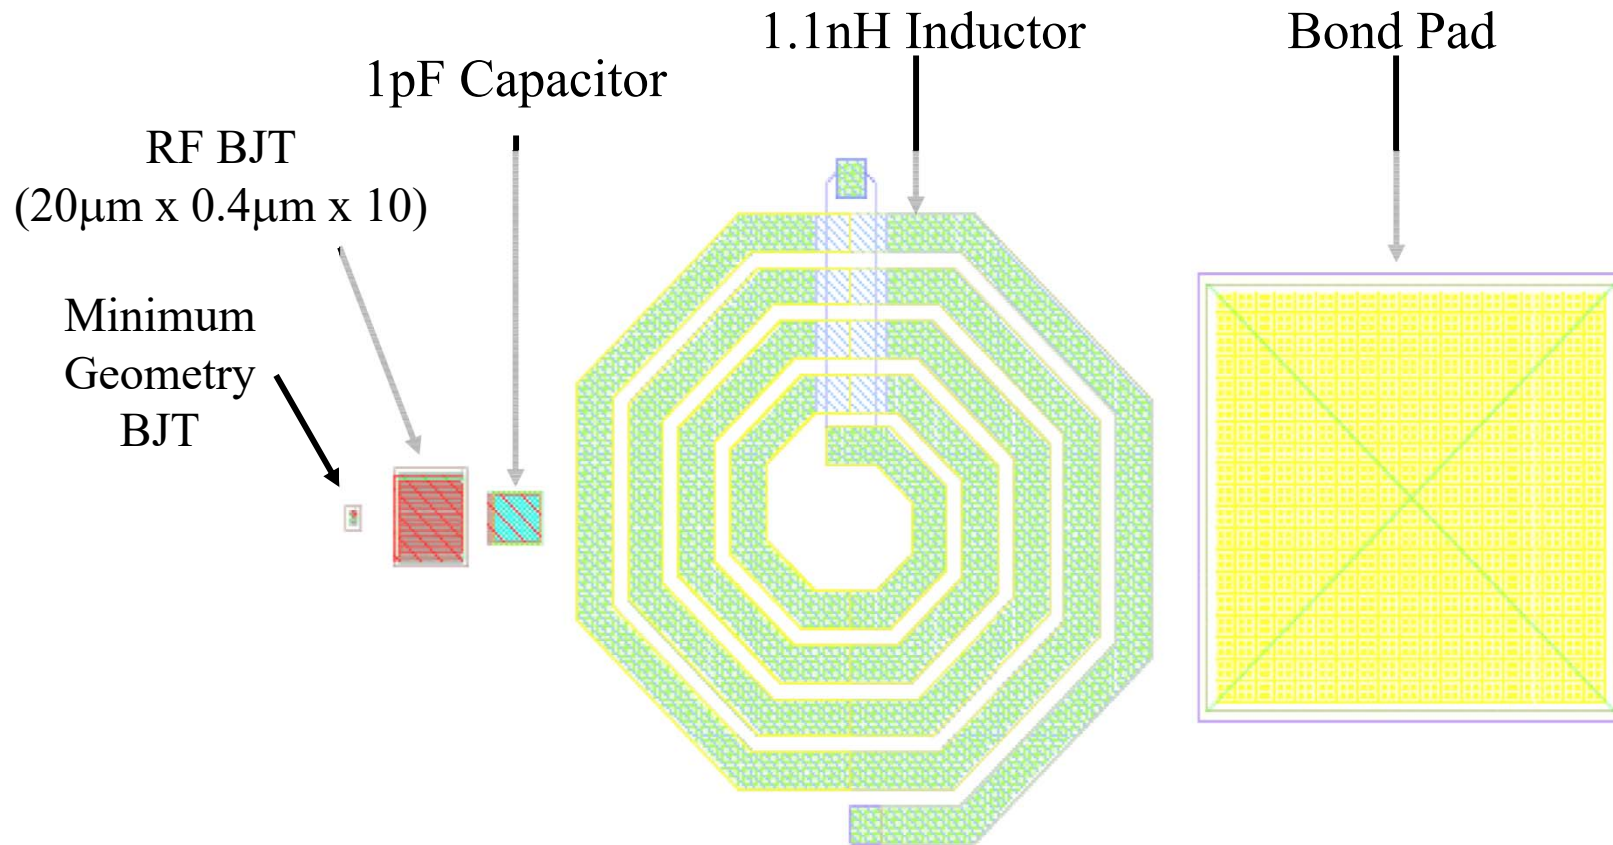 1.1nH Inductor
Bond Pad
1pF Capacitor
RF BJT
(20μm x 0.4μm x 10)
Minimum
Geometry
BJT